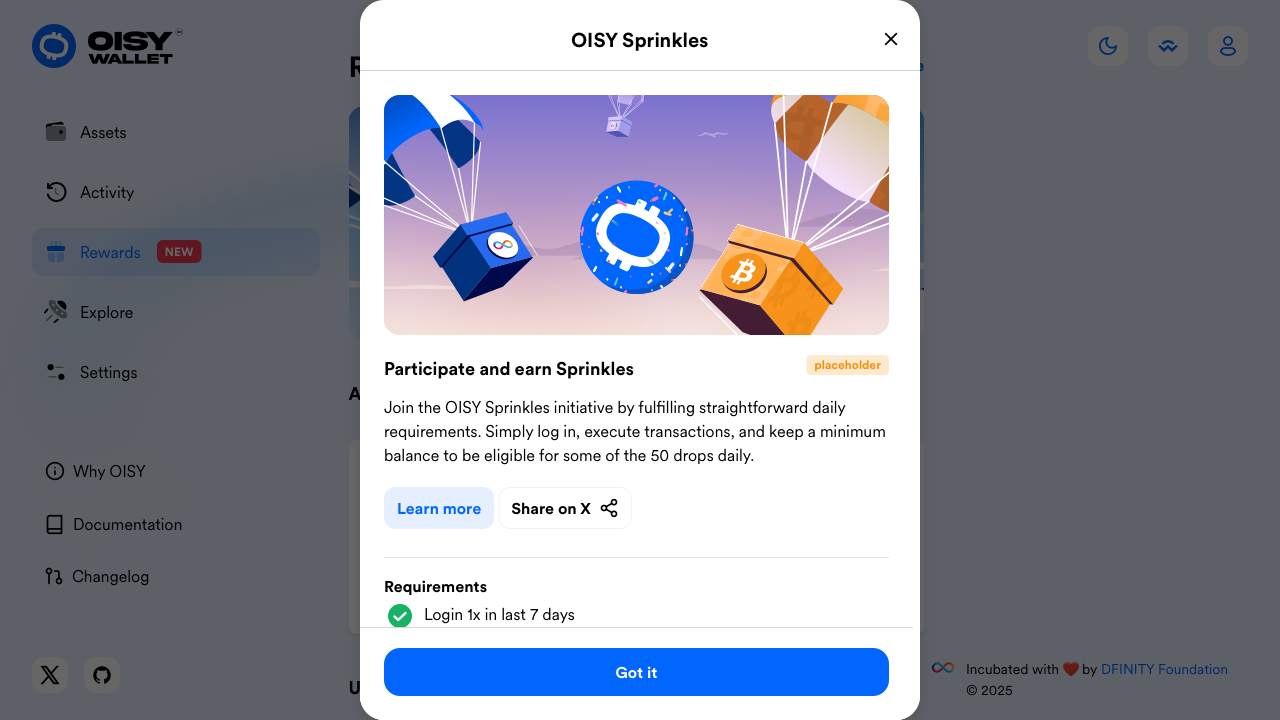 OISY Sprinkles
OISY
WALLET
Assets
Activity
Rewards NEW
Explore
Settings
Why OISY
Documentation
Changelog
Participate and earn Sprinkles
placeholder
Join the OISY Sprinkles initiative by fulfilling straightforward daily
requirements. Simply log in, execute transactions, and keep a minimum
balance to be eligible for some of the 50 drops daily.
Learn more
Share on X
Requirements
Login 1x in last 7 days
Got it
Incubated with ❤️ by DFINITY Foundation
© 2025